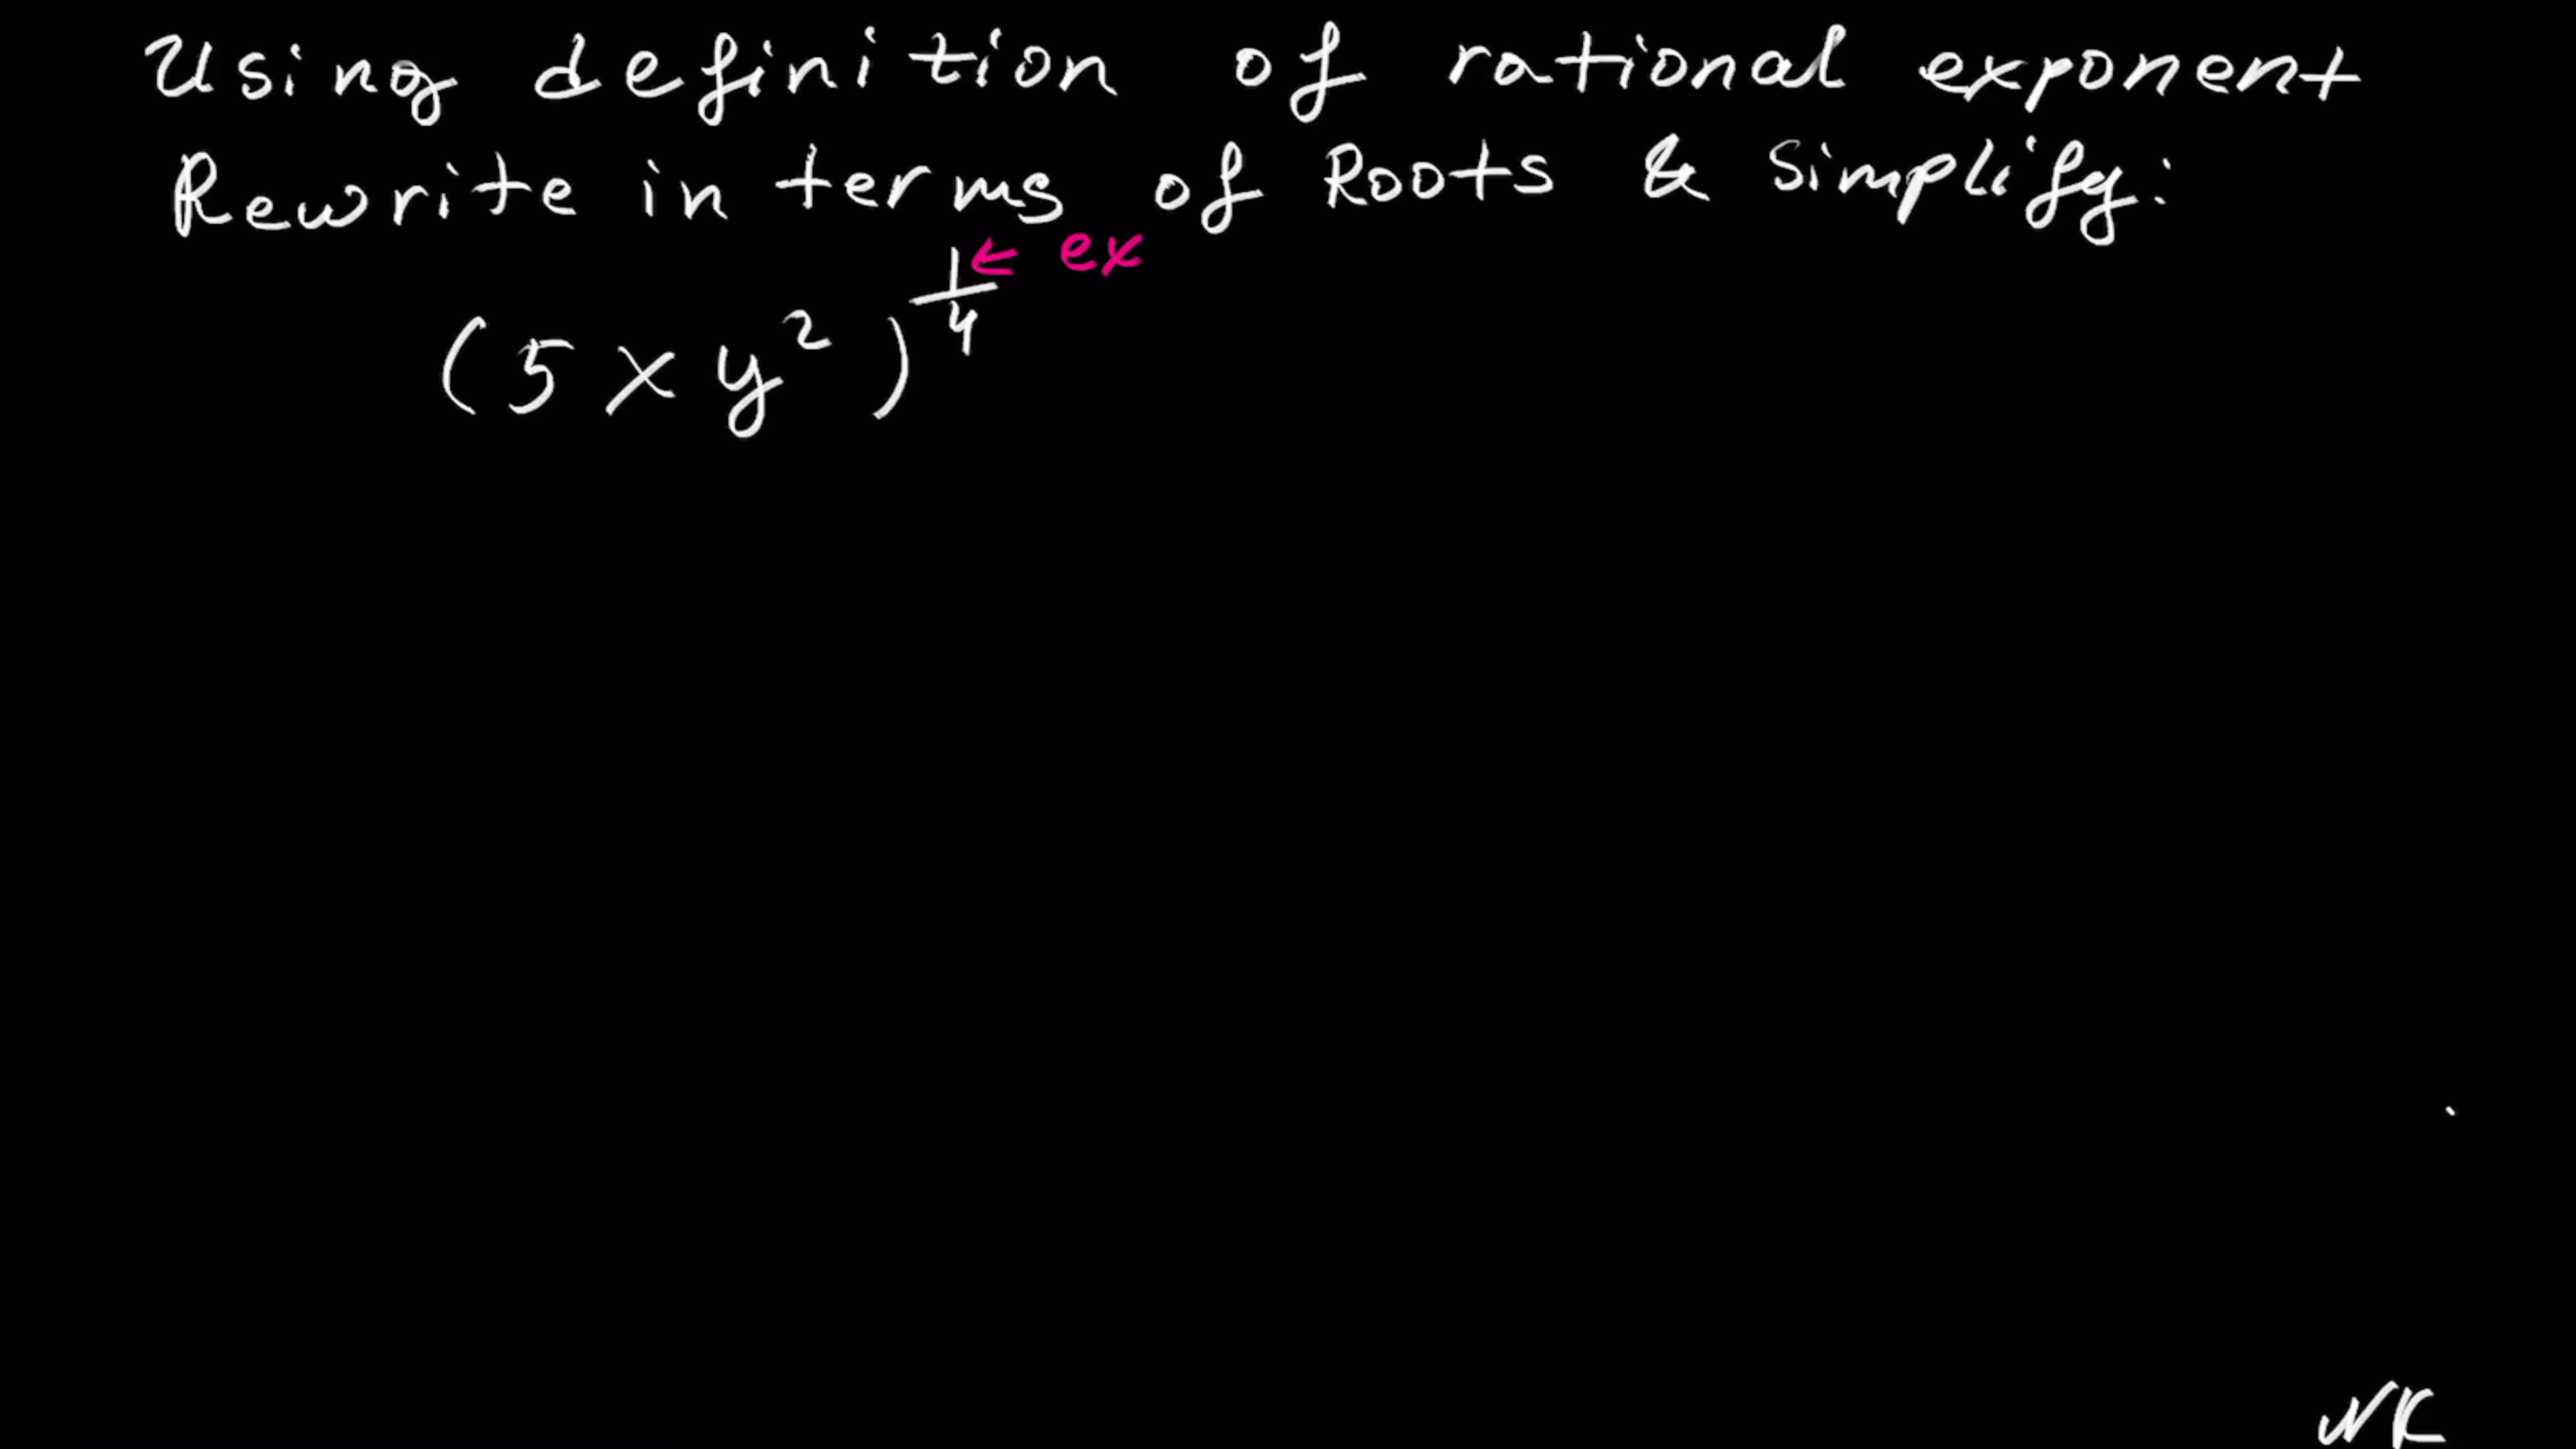 Using definition of rational exponent
Rewrite in terms of Roots & Simplify:
(5xy²)^(1/4) ← ex
NK